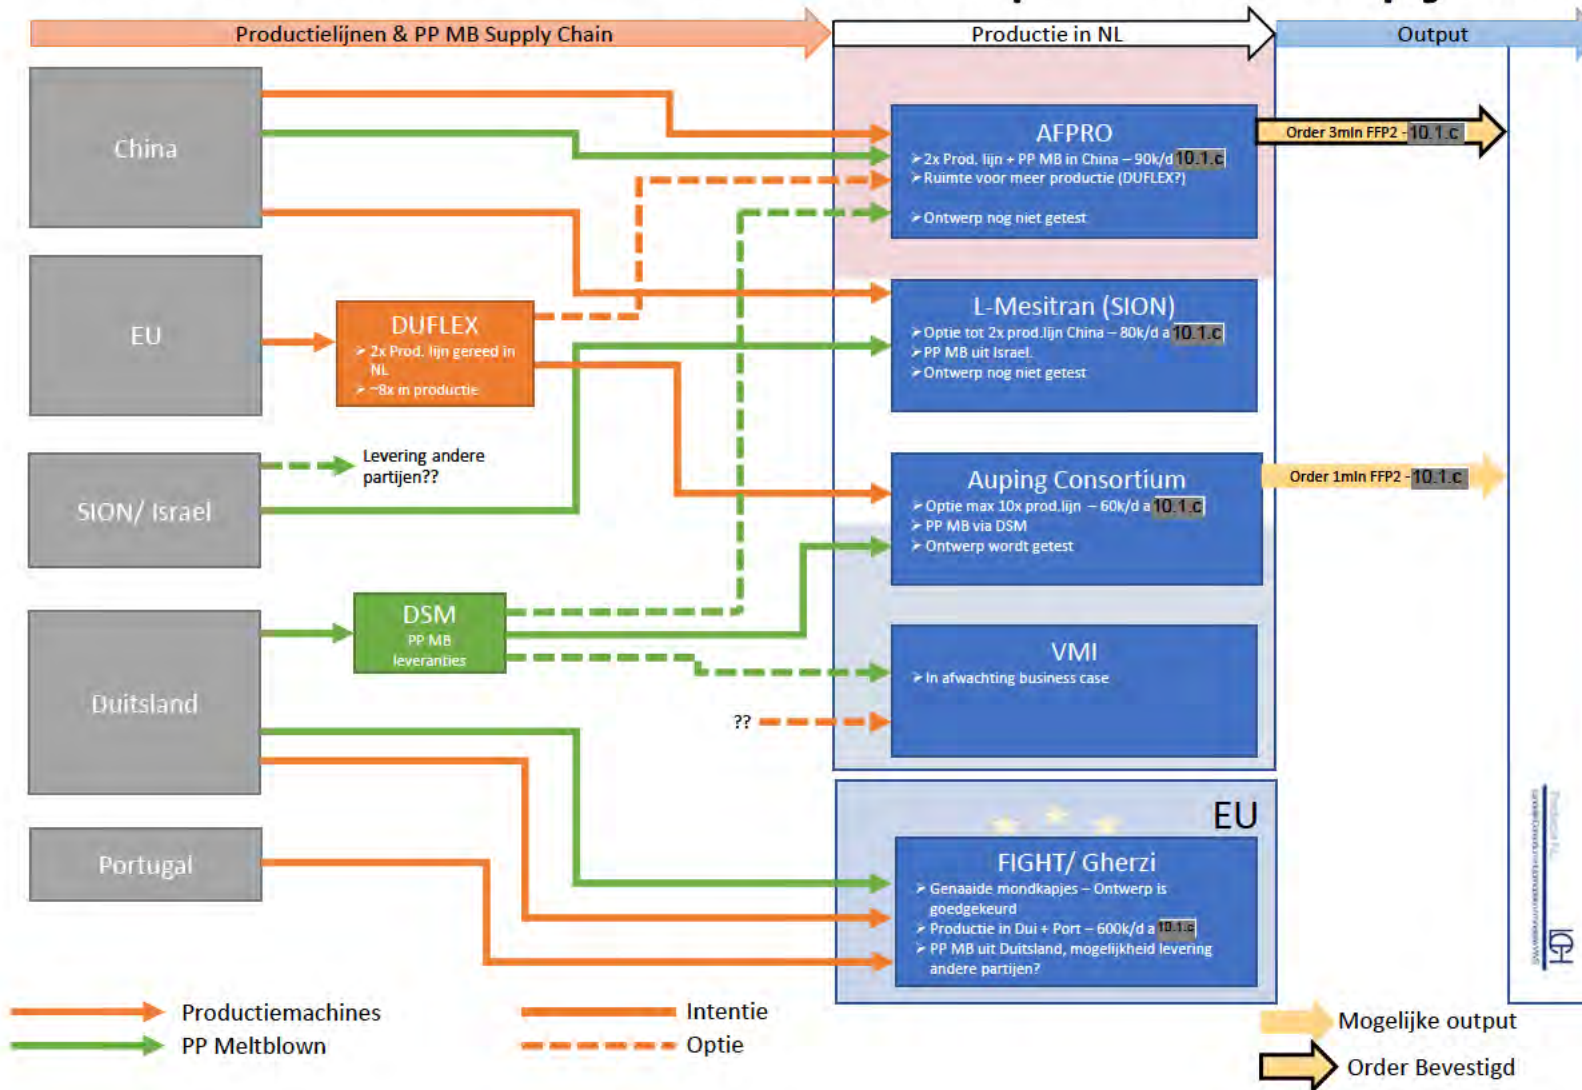 Productielijnen & PP MB Supply Chain
Productie in NL
Output
China
EU
SION/ Israel
Duitsland
Portugal
DUFLEX
➢ 2x Prod. lijn gereed in
NL
➢ ~8x in productie
Levering andere
partijen??
DSM
PP MB
leveranties
??
AFPRO
➢ 2x Prod. lijn + PP MB in China – 90k/d 10.1.c
➢ Ruimte voor meer productie (DUFLEX?)
➢ Ontwerp nog niet getest
L-Mesitran (SION)
➢ Optie tot 2x prod.lijn China – 80k/d a 10.1.c
➢ PP MB uit Israel.
➢ Ontwerp nog niet getest
Auping Consortium
➢ Optie max 10x prod.lijn – 60k/d a 10.1.c
➢ PP MB via DSM
➢ Ontwerp wordt getest
VMI
➢ In afwachting business case
EU
FIGHT/ Gherzi
➢ Genaaide mondkapjes – Ontwerp is
goedgekeurd
➢ Productie in Dui + Port – 600k/d a 10.1.c
➢ PP MB uit Duitsland, mogelijkheid levering
andere partijen?
Order 3mln FFP2 - 10.1.c
Order 1mln FFP2 - 10.1.c
LCH
Productiemachines
PP Meltblown
Intentie
Optie
Mogelijke output
Order Bevestigd